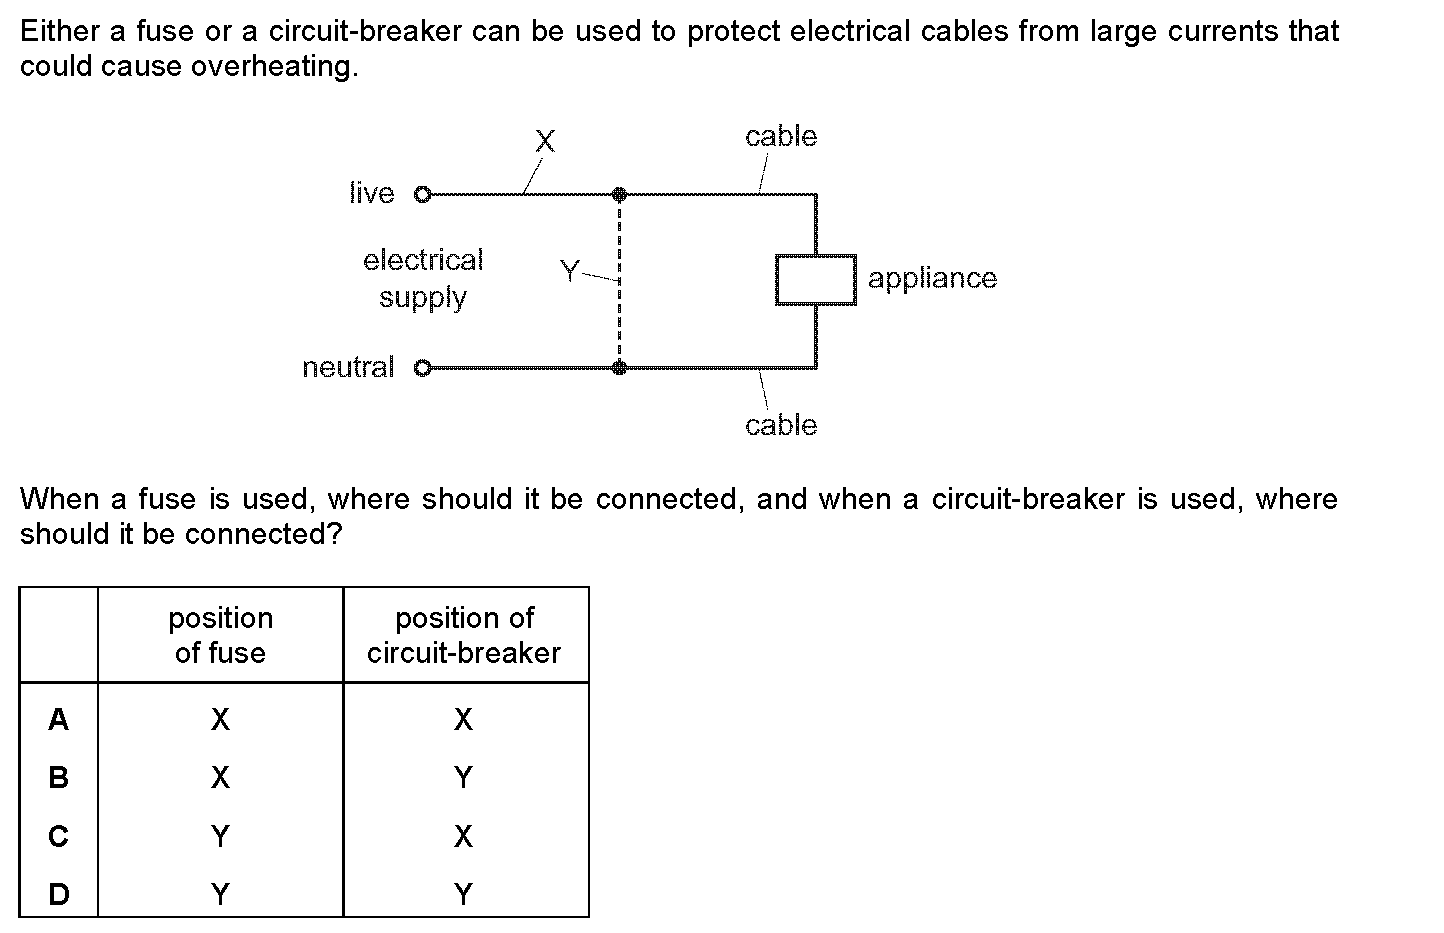 Either a fuse or a circuit-breaker can be used to protect electrical cables from large currents that
could cause overheating.
X
cable
live
electrical
supply
Y
appliance
neutral
cable
When a fuse is used, where should it be connected, and when a circuit-breaker is used, where
should it be connected?
position of fuse
position of circuit-breaker
A X X
B X Y
C Y X
D Y Y